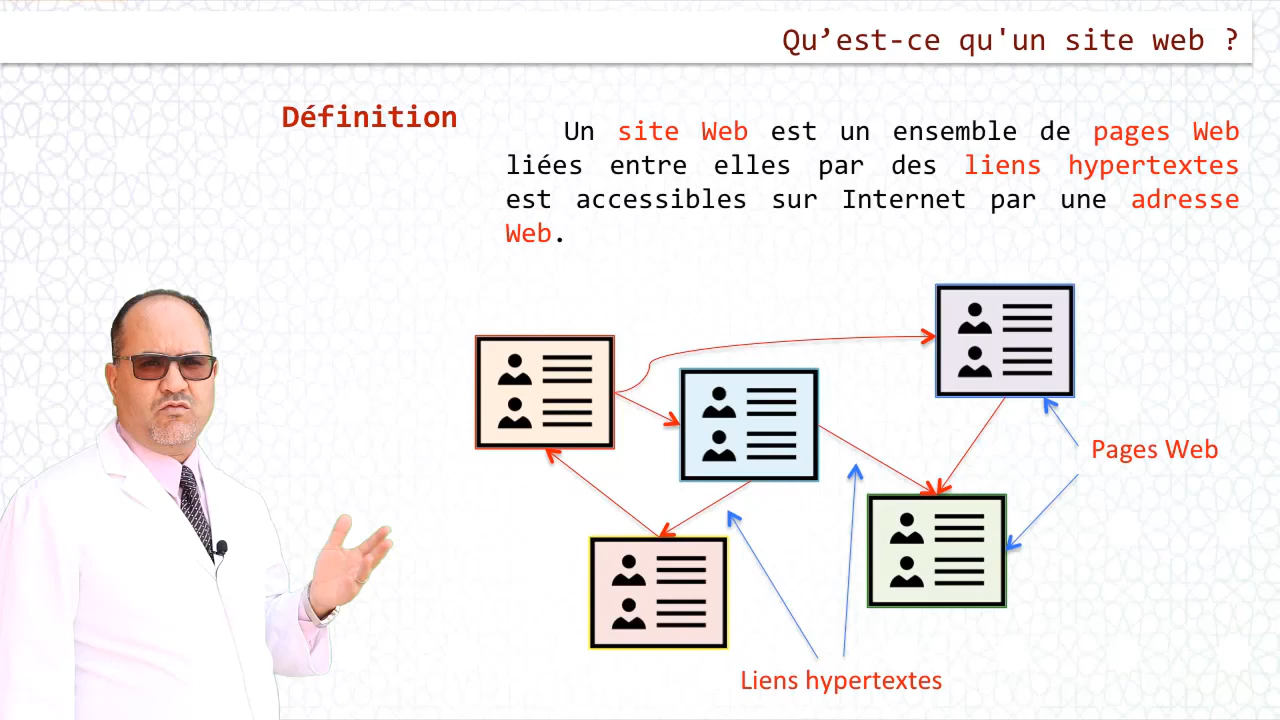 Qu’est-ce qu'un site web ?
Définition
Un site Web est un ensemble de pages Web
liées entre elles par des liens hypertextes
est accessibles sur Internet par une adresse
Web.
Pages Web
Liens hypertextes